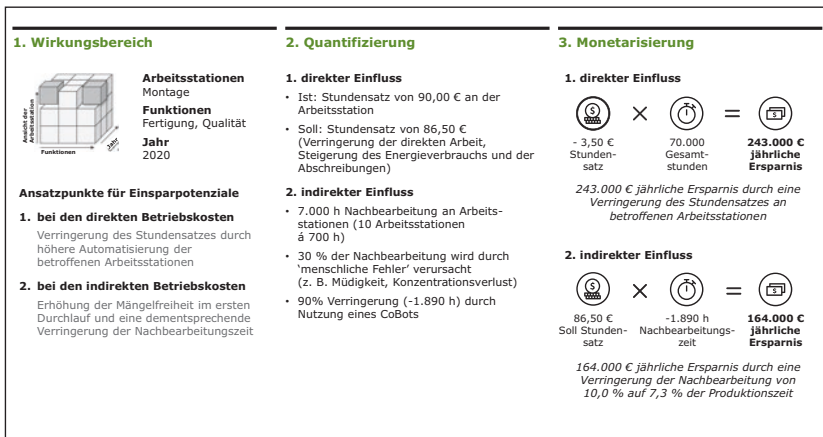 1. Wirkungsbereich
Ansicht der
Arbeitsstation
Funktionen
Jahr
Arbeitsstationen
Montage
Funktionen
Fertigung, Qualität
Jahr
2020
Ansatzpunkte für Einsparpotenziale
1. bei den direkten Betriebskosten
Verringerung des Stundensatzes durch
höhere Automatisierung der
betroffenen Arbeitsstationen
2. bei den indirekten Betriebskosten
Erhöhung der Mängelfreiheit im ersten
Durchlauf und eine dementsprechende
Verringerung der Nachbearbeitungszeit
2. Quantifizierung
1. direkter Einfluss
• Ist: Stundensatz von 90,00 € an der
Arbeitsstation
• Soll: Stundensatz von 86,50 €
(Verringerung der direkten Arbeit,
Steigerung des Energieverbrauchs und der
Abschreibungen)
2. indirekter Einfluss
• 7.000 h Nachbearbeitung an Arbeits-
stationen (10 Arbeitsstationen
á 700 h)
• 30 % der Nachbearbeitung wird durch
‘menschliche Fehler’ verursacht
(z. B. Müdigkeit, Konzentrationsverlust)
• 90% Verringerung (-1.890 h) durch
Nutzung eines CoBots
3. Monetarisierung
1. direkter Einfluss
$ × = $
- 3,50 € 70.000 243.000 €
Stunden- Gesamt- jährliche
satz stunden Ersparnis
243.000 € jährliche Ersparnis durch eine
Verringerung des Stundensatzes an
betroffenen Arbeitsstationen
2. indirekter Einfluss
$ × = $
86,50 € -1.890 h 164.000 €
Soll Stunden- Nachbearbeitungs- jährliche
satz zeit Ersparnis
164.000 € jährliche Ersparnis durch eine
Verringerung der Nachbearbeitung von
10,0 % auf 7,3 % der Produktionszeit